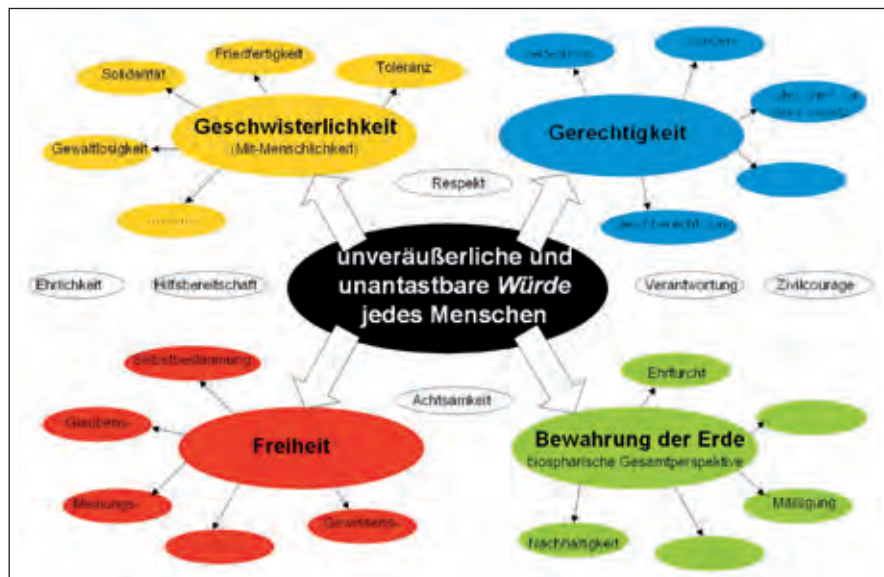 Friedfertigkeit
Solidarität
Toleranz
Geschwisterlichkeit
(Mit-Menschlichkeit)
Gewaltlosigkeit
Gerechtigkeit
Respekt
unveräußerliche und
unantastbare Würde
jedes Menschen
Ehrlichkeit
Hilfsbereitschaft
Verantwortung
Zivilcourage
Selbstbestimmung
Glaubens-
Freiheit
Meinungs-
Gewissens-
Achtsamkeit
Ehrfurcht
Bewahrung der Erde
biosphärische Gesamtperspektive
Mäßigung
Nachhaltigkeit